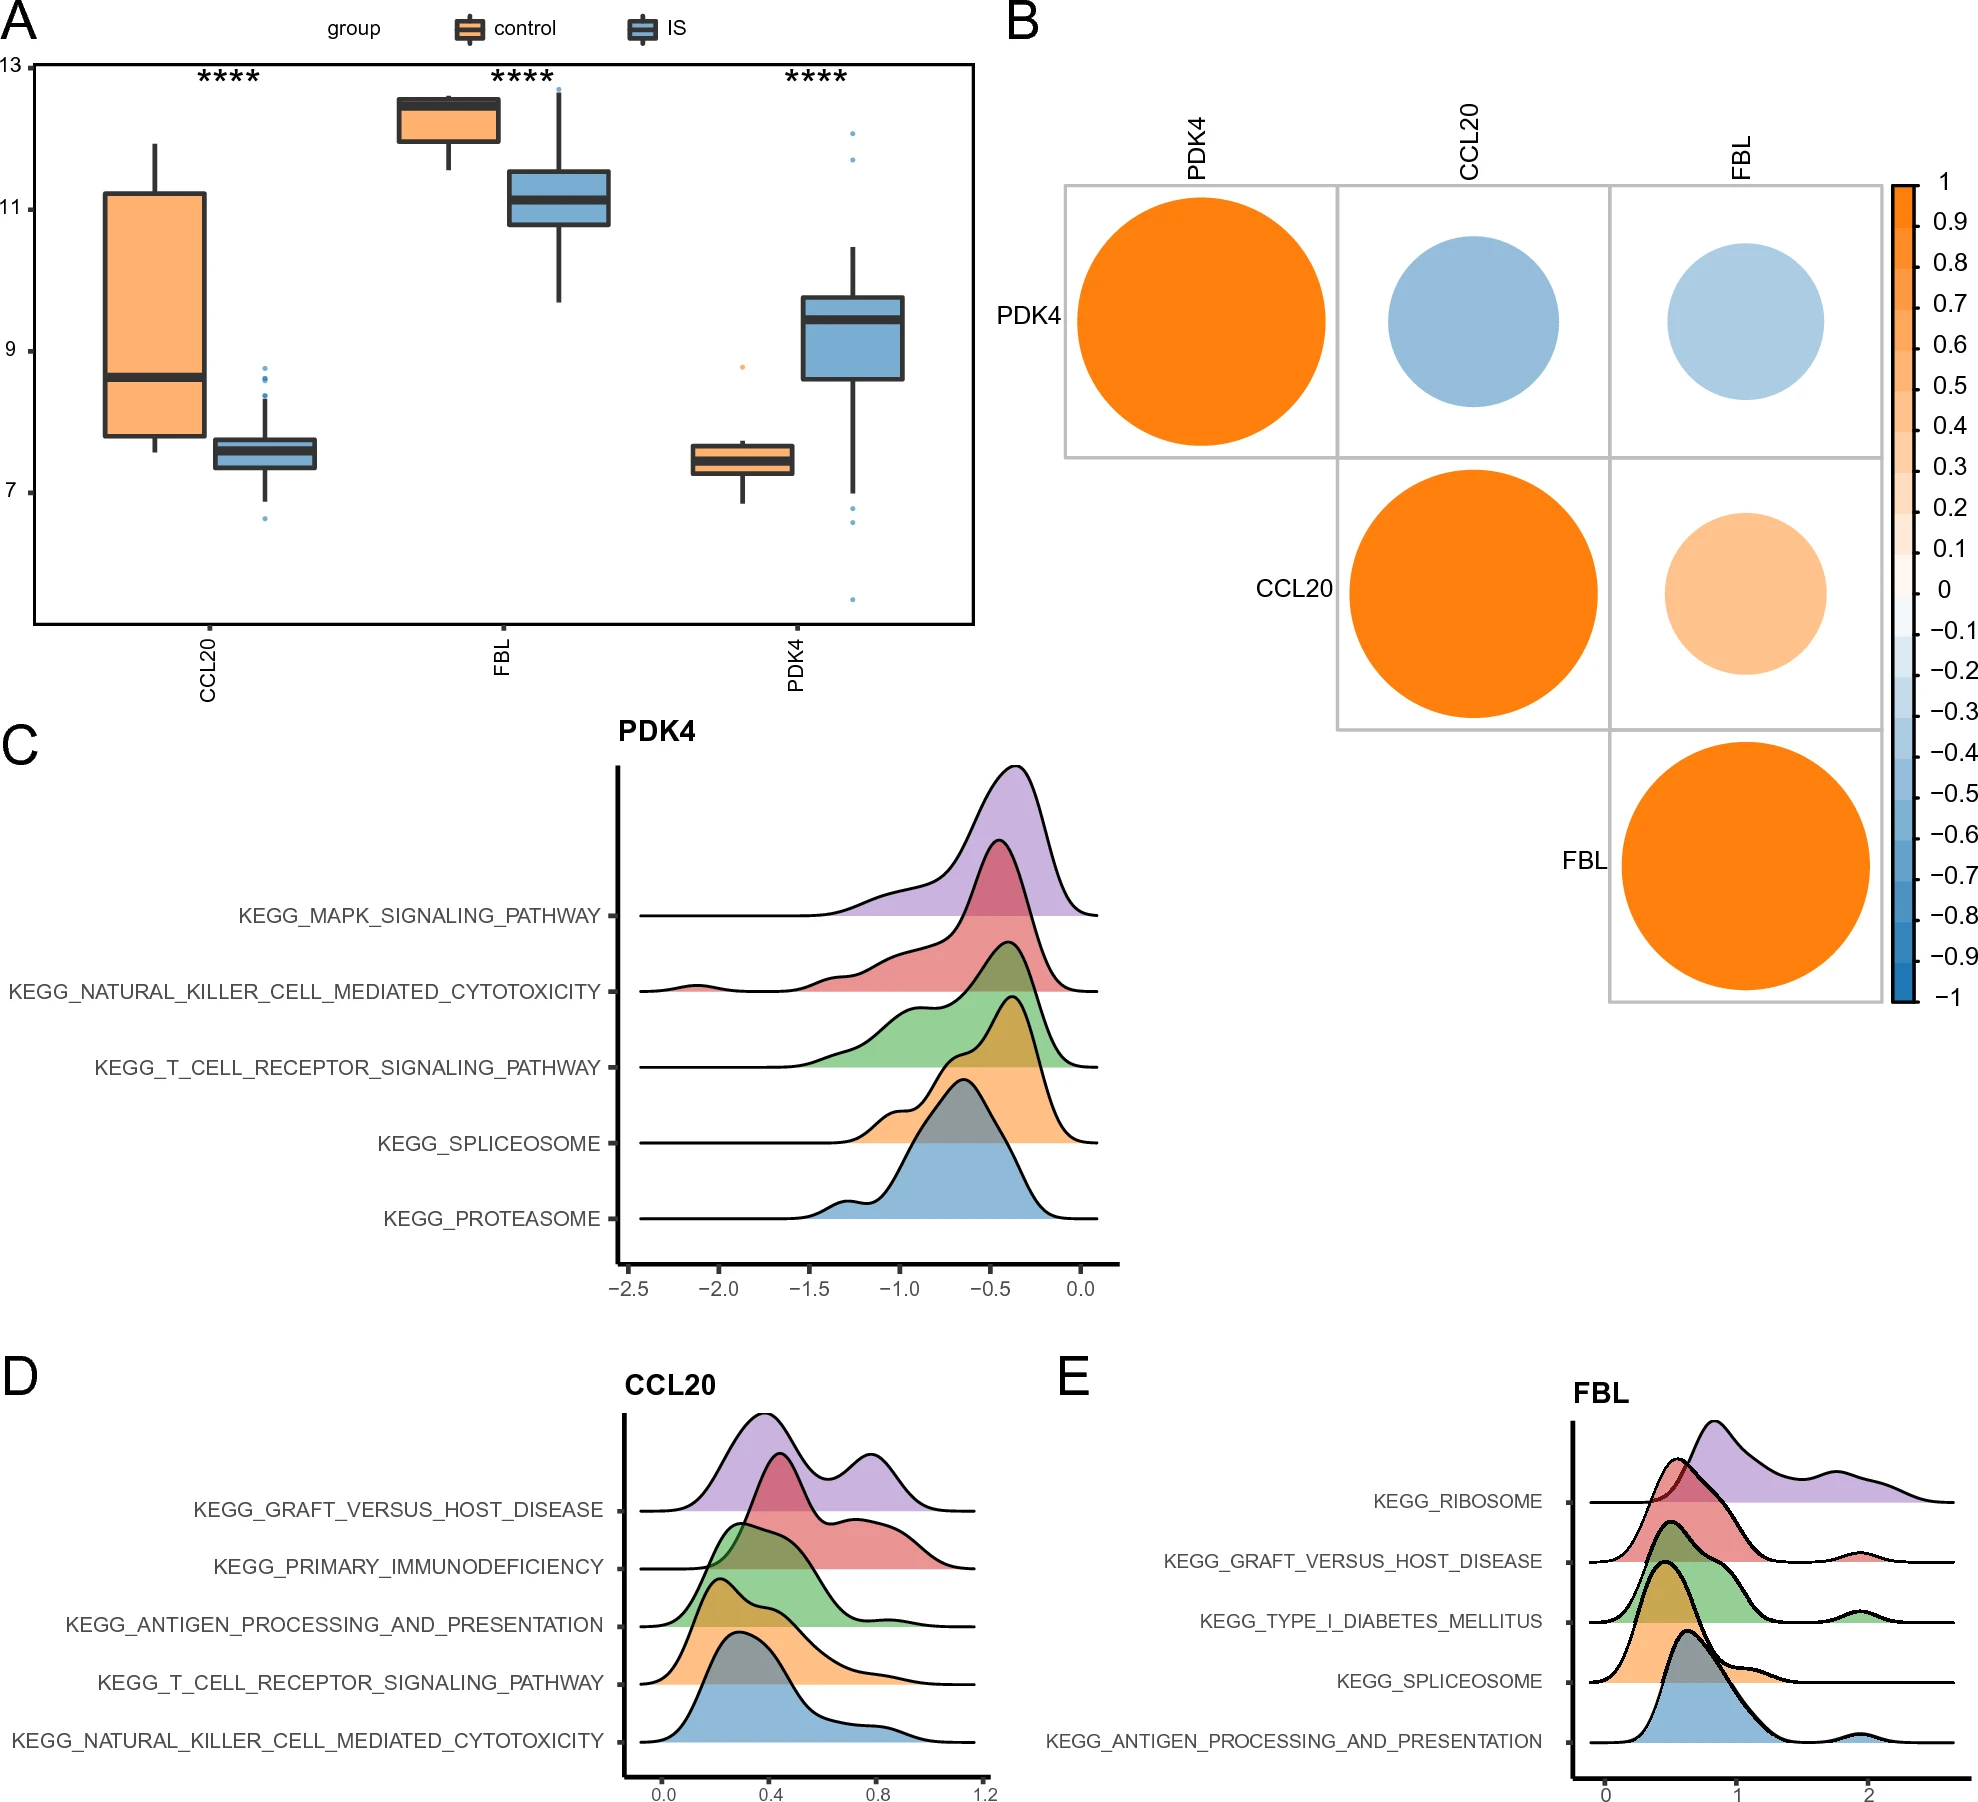 A
group control IS
13
11
9
7
**** **** ****
CCL20 FBL PDK4
B
PDK4 CCL20 FBL
PDK4
CCL20
FBL
1
0.9
0.8
0.7
0.6
0.5
0.4
0.3
0.2
0.1
0
−0.1
−0.2
−0.3
−0.4
−0.5
−0.6
−0.7
−0.8
−0.9
−1
C
PDK4
KEGG_MAPK_SIGNALING_PATHWAY
KEGG_NATURAL_KILLER_CELL_MEDIATED_CYTOTOXICITY
KEGG_T_CELL_RECEPTOR_SIGNALING_PATHWAY
KEGG_SPLICEOSOME
KEGG_PROTEASOME
−2.5 −2.0 −1.5 −1.0 −0.5 0.0
D
CCL20
KEGG_GRAFT_VERSUS_HOST_DISEASE
KEGG_PRIMARY_IMMUNODEFICIENCY
KEGG_ANTIGEN_PROCESSING_AND_PRESENTATION
KEGG_T_CELL_RECEPTOR_SIGNALING_PATHWAY
KEGG_NATURAL_KILLER_CELL_MEDIATED_CYTOTOXICITY
0.0 0.4 0.8 1.2
E
FBL
KEGG_RIBOSOME
KEGG_GRAFT_VERSUS_HOST_DISEASE
KEGG_TYPE_I_DIABETES_MELLITUS
KEGG_SPLICEOSOME
KEGG_ANTIGEN_PROCESSING_AND_PRESENTATION
0 1 2